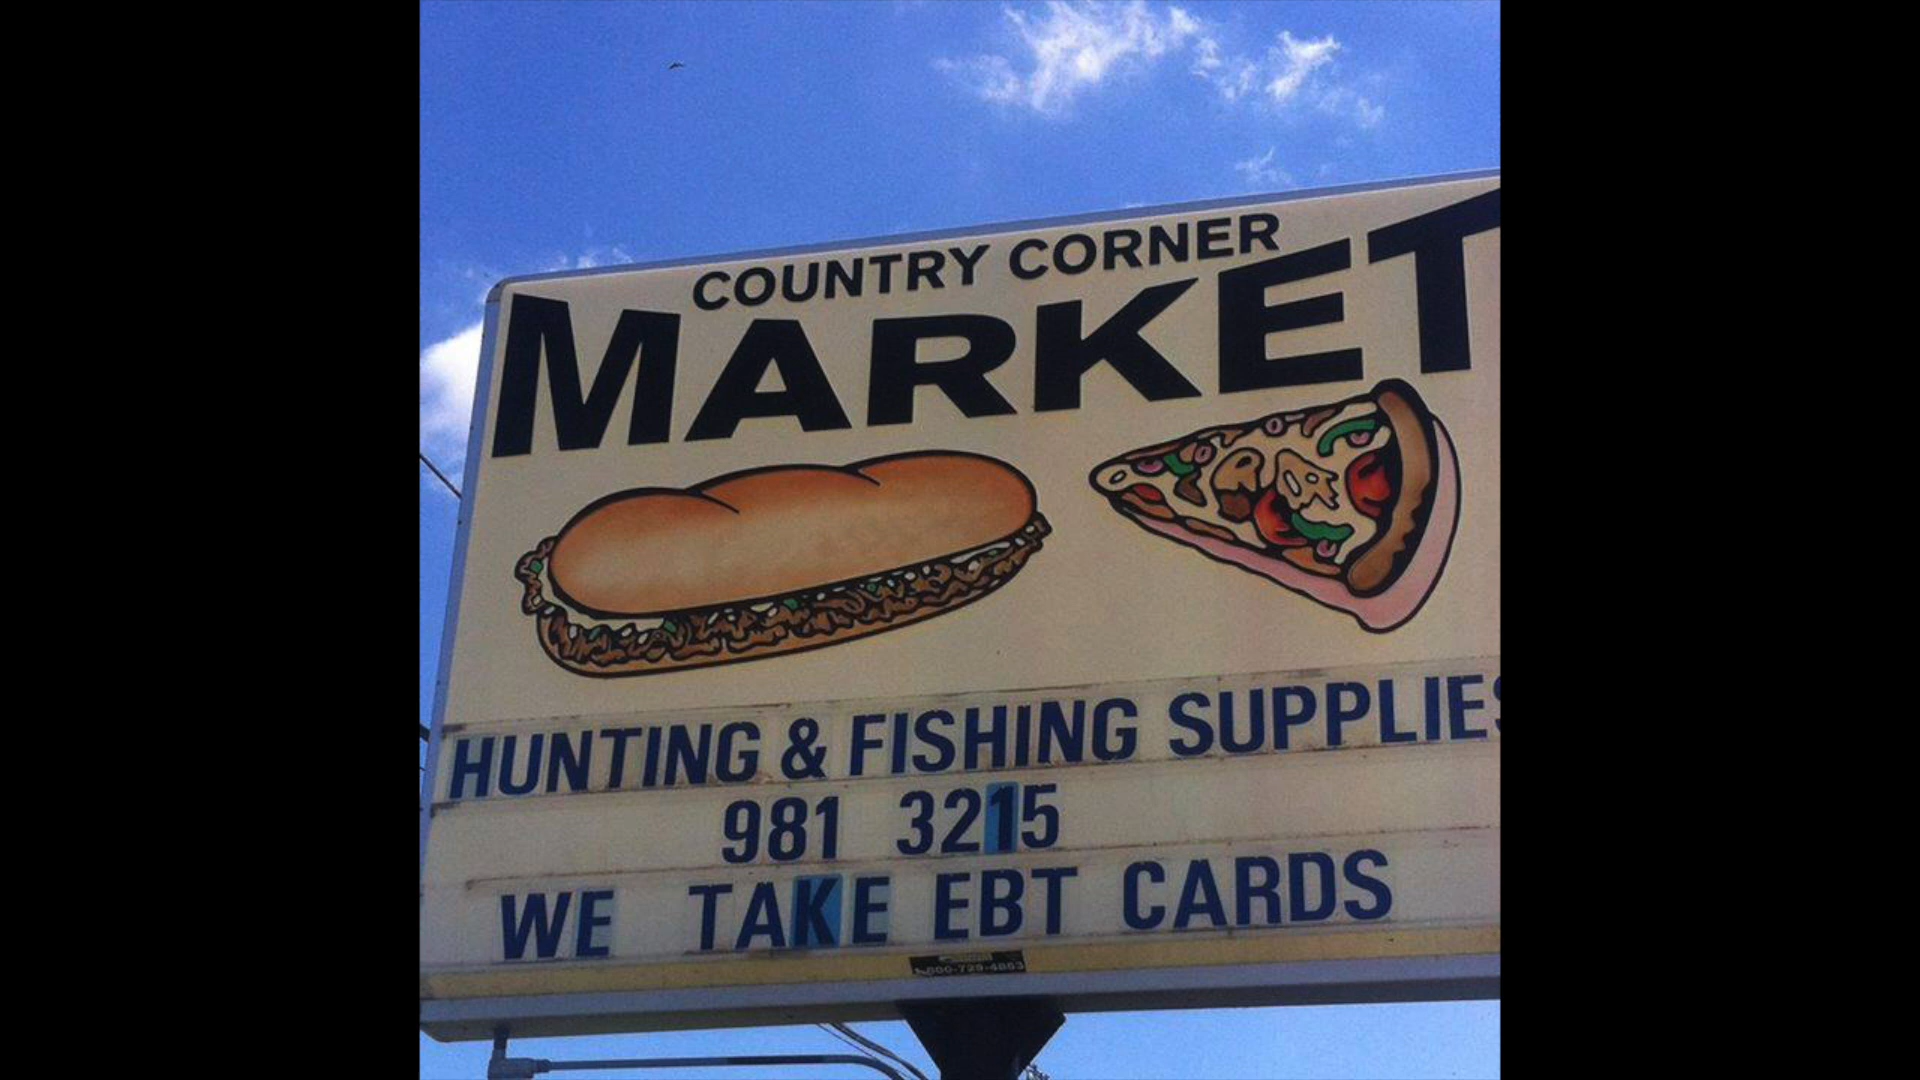 COUNTRY CORNER
MARKET
HUNTING & FISHING SUPPLIES
981 3215
WE TAKE EBT CARDS